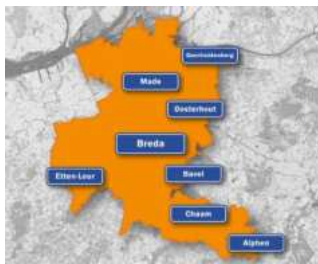 Geertruidenberg
Made
Oosterhout
Breda
Etten-Leur
Bavel
Chaam
Alphen